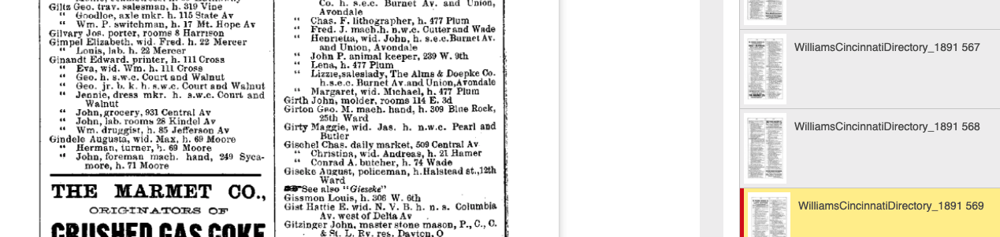 Giltz Geo. trav. salesman, h. 319 Vine
" Goodloe, axle mkr. h. 115 State Av
" Wm. P. switchman, h. 17 Mt. Hope Av
Gilvary Jos. porter, rooms 8 Harrison
Gimpel Elizabeth, wid. Fred. h. 22 Mercer
" Louis, lab. h. 22 Mercer
Ginandt Edward. printer, h. 111 Cross
" Eva, wid. Wm. h. 111 Cross
" Geo. h. s.w.c. Court and Walnut
" Geo. jr. b. k. h. s.w.c. Court and Walnut
" Jennie, dress mkr. h. s.w.c. Court and
Walnut
" John, grocery, 931 Central Av
" John, lab. rooms 28 Kindel Av
" Wm. druggist, h. 85 Jefferson Av
Gindele Augusta, wid. Max, h. 69 Moore
" Herman, turner, h. 69 Moore
" John, foreman mach. hand, 249 Syca-
more, h. 71 Moore
THE MARMET CO.,
ORIGINATORS OF
CRUSHED GAS COKE
Co. h. s.e.c. Burnet Av. and Union,
Avondale
" Chas. F. lithographer, h. 477 Plum
" Fred. J. mach.h. n.w.c. Cutter and Wade
" Henrietta, wid. John, h. s.e.c.Burnet Av.
and Union, Avondale
" John P. animal keeper, 239 W. 9th
" Lena, h. 477 Plum
" Lizzie, saleslady, The Alms & Doepke Co.
h.s.e.c. Burnet Av.and Union,Avondale
" Margaret, wid. Michael, h. 477 Plum
Girth John, molder, rooms 114 E. 3d
Girton Geo. M. mach. hand, h. 309 Blue Rock,
25th Ward
Girty Maggie, wid. Jas. h. n.w.c. Pearl and
Butler
Gischel Chas. daily market, 509 Central Av
" Christina, wid. Andreas, h. 21 Hamer
" Conrad A. butcher, h. 74 Wade
Giseke August, policeman, h.Halstead st.,12th
Ward
See also "Gieseke"
Gissmon Louis, h. 306 W. 6th
Gist Hattie E. wid. N. V. B. h. n. s. Columbia
Av. west of Delta Av
Gitzinger John, master stone mason, P., C., C.
& St. L. Ry. res. Dayton, O
WilliamsCincinnatiDirectory_1891 567
WilliamsCincinnatiDirectory_1891 568
WilliamsCincinnatiDirectory_1891 569